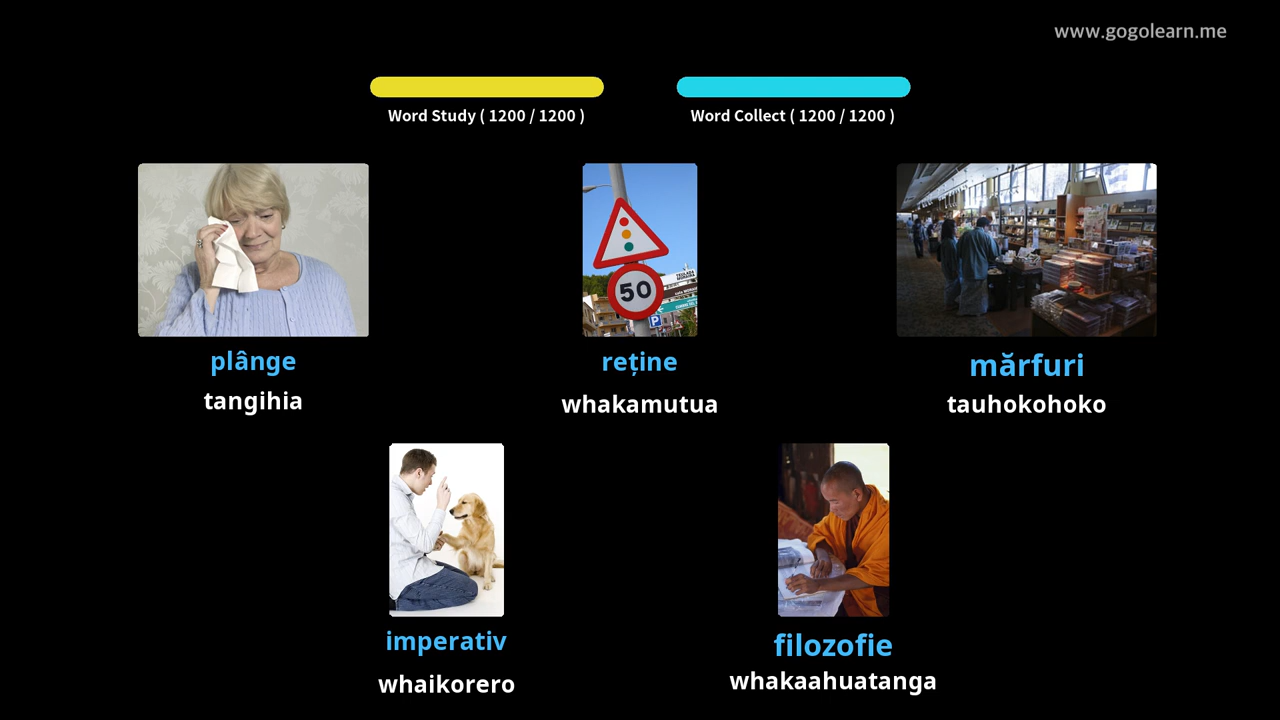 www.gogolearn.me
Word Study ( 1200 / 1200 )
Word Collect ( 1200 / 1200 )
50
P
plânge
reține
mărfuri
tangihia
whakamutua
tauhokohoko
imperativ
filozofie
whaikorero
whakaahuatanga